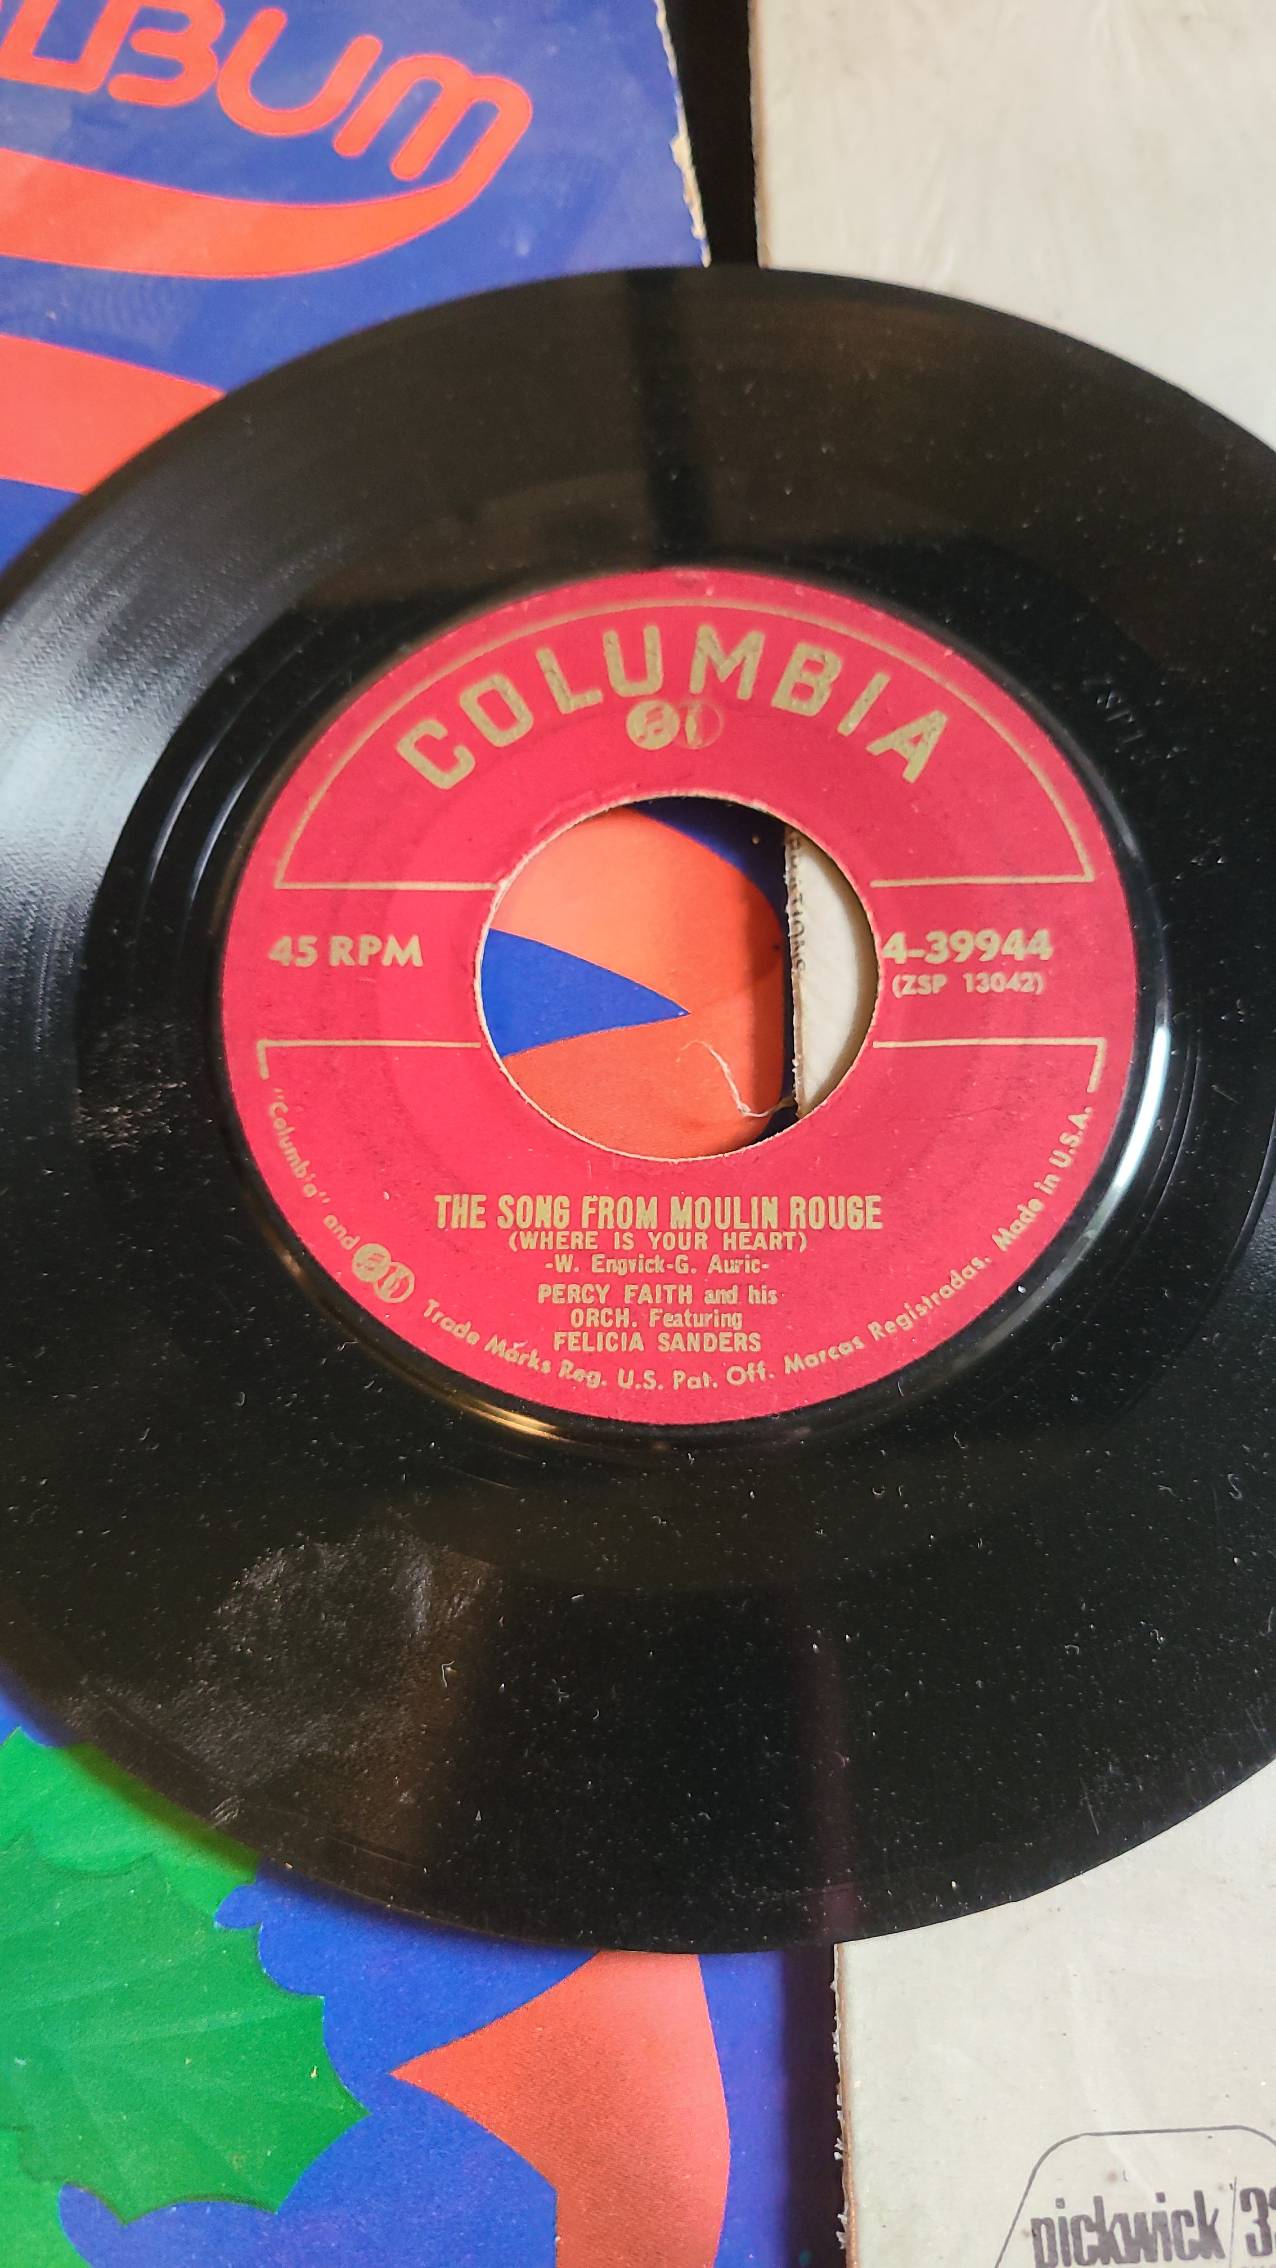 ALBUM
COLUMBIA
45 RPM
4-39944
(ZSP 13042)
THE SONG FROM MOULIN ROUGE
(WHERE IS YOUR HEART)
-W. Engvick-G. Auric-
PERCY FAITH and his
ORCH. Featuring
FELICIA SANDERS
"Columbia" and Trade Marks Reg. U.S. Pat. Off. Marcas Registradas. Made in U.S.A.
pickwick/33